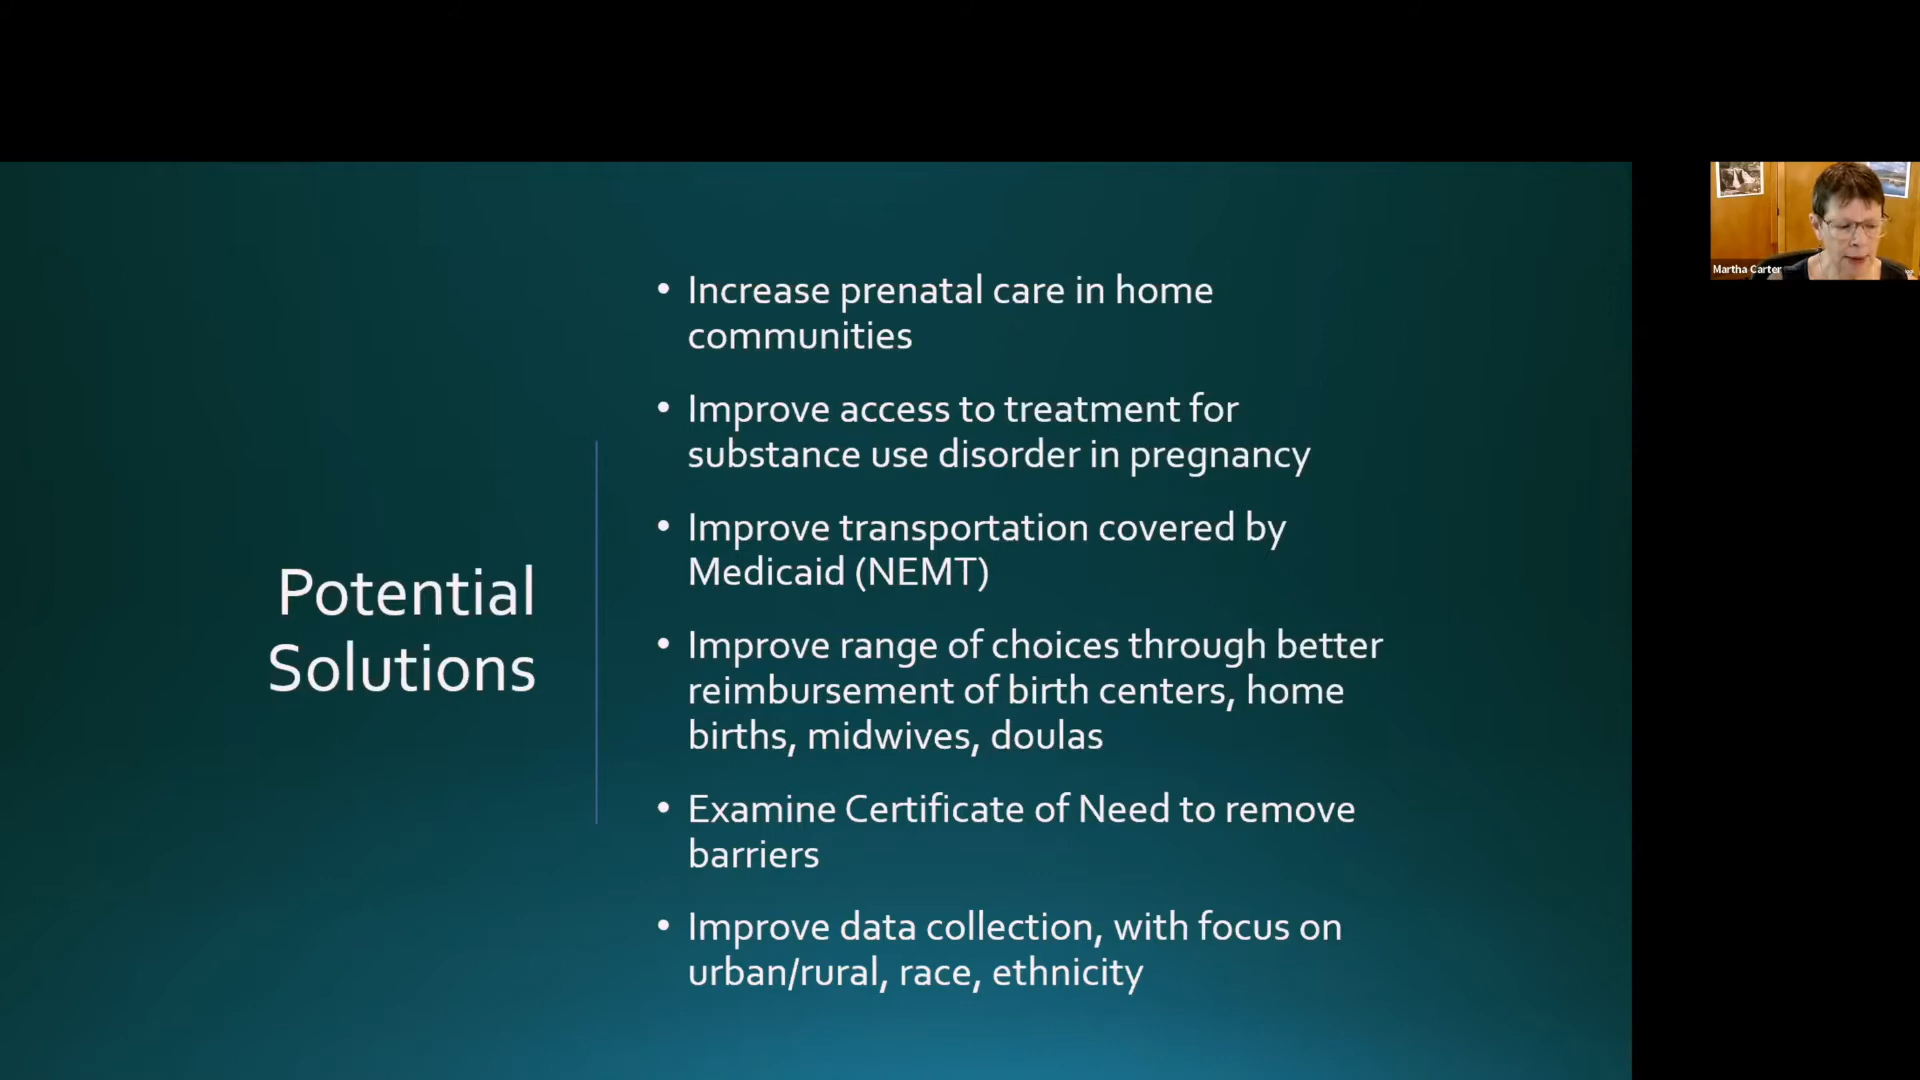 Potential
Solutions
• Increase prenatal care in home
communities
• Improve access to treatment for
substance use disorder in pregnancy
• Improve transportation covered by
Medicaid (NEMT)
• Improve range of choices through better
reimbursement of birth centers, home
births, midwives, doulas
• Examine Certificate of Need to remove
barriers
• Improve data collection, with focus on
urban/rural, race, ethnicity
Martha Carter